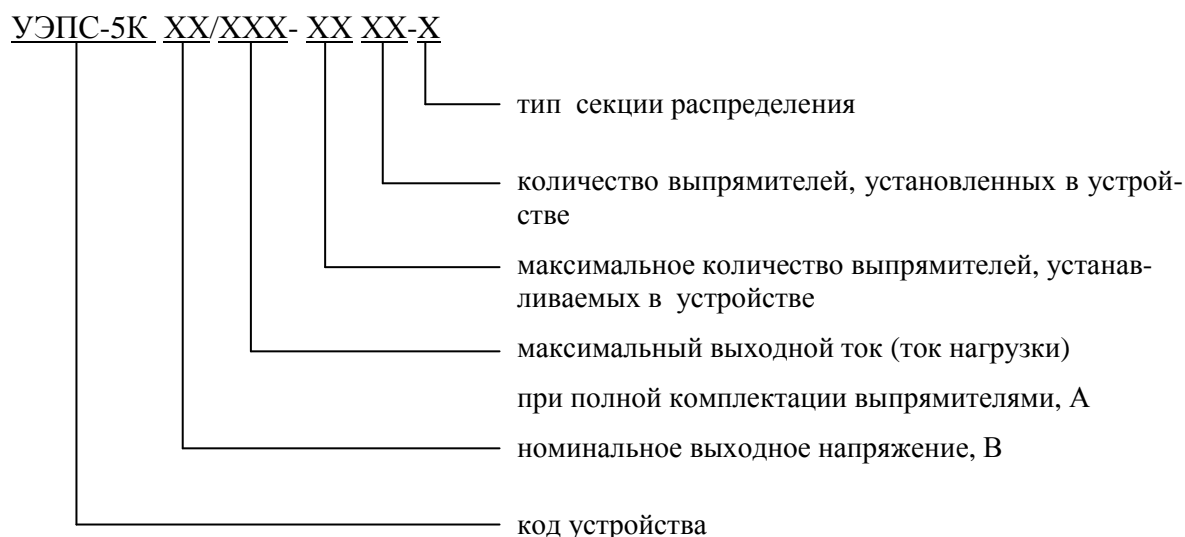 УЭПС-5К ХХ/ХХХ- ХХ ХХ-Х
тип секции распределения
количество выпрямителей, установленных в устрой-
стве
максимальное количество выпрямителей, устанав-
ливаемых в устройстве
максимальный выходной ток (ток нагрузки)
при полной комплектации выпрямителями, А
номинальное выходное напряжение, В
код устройства